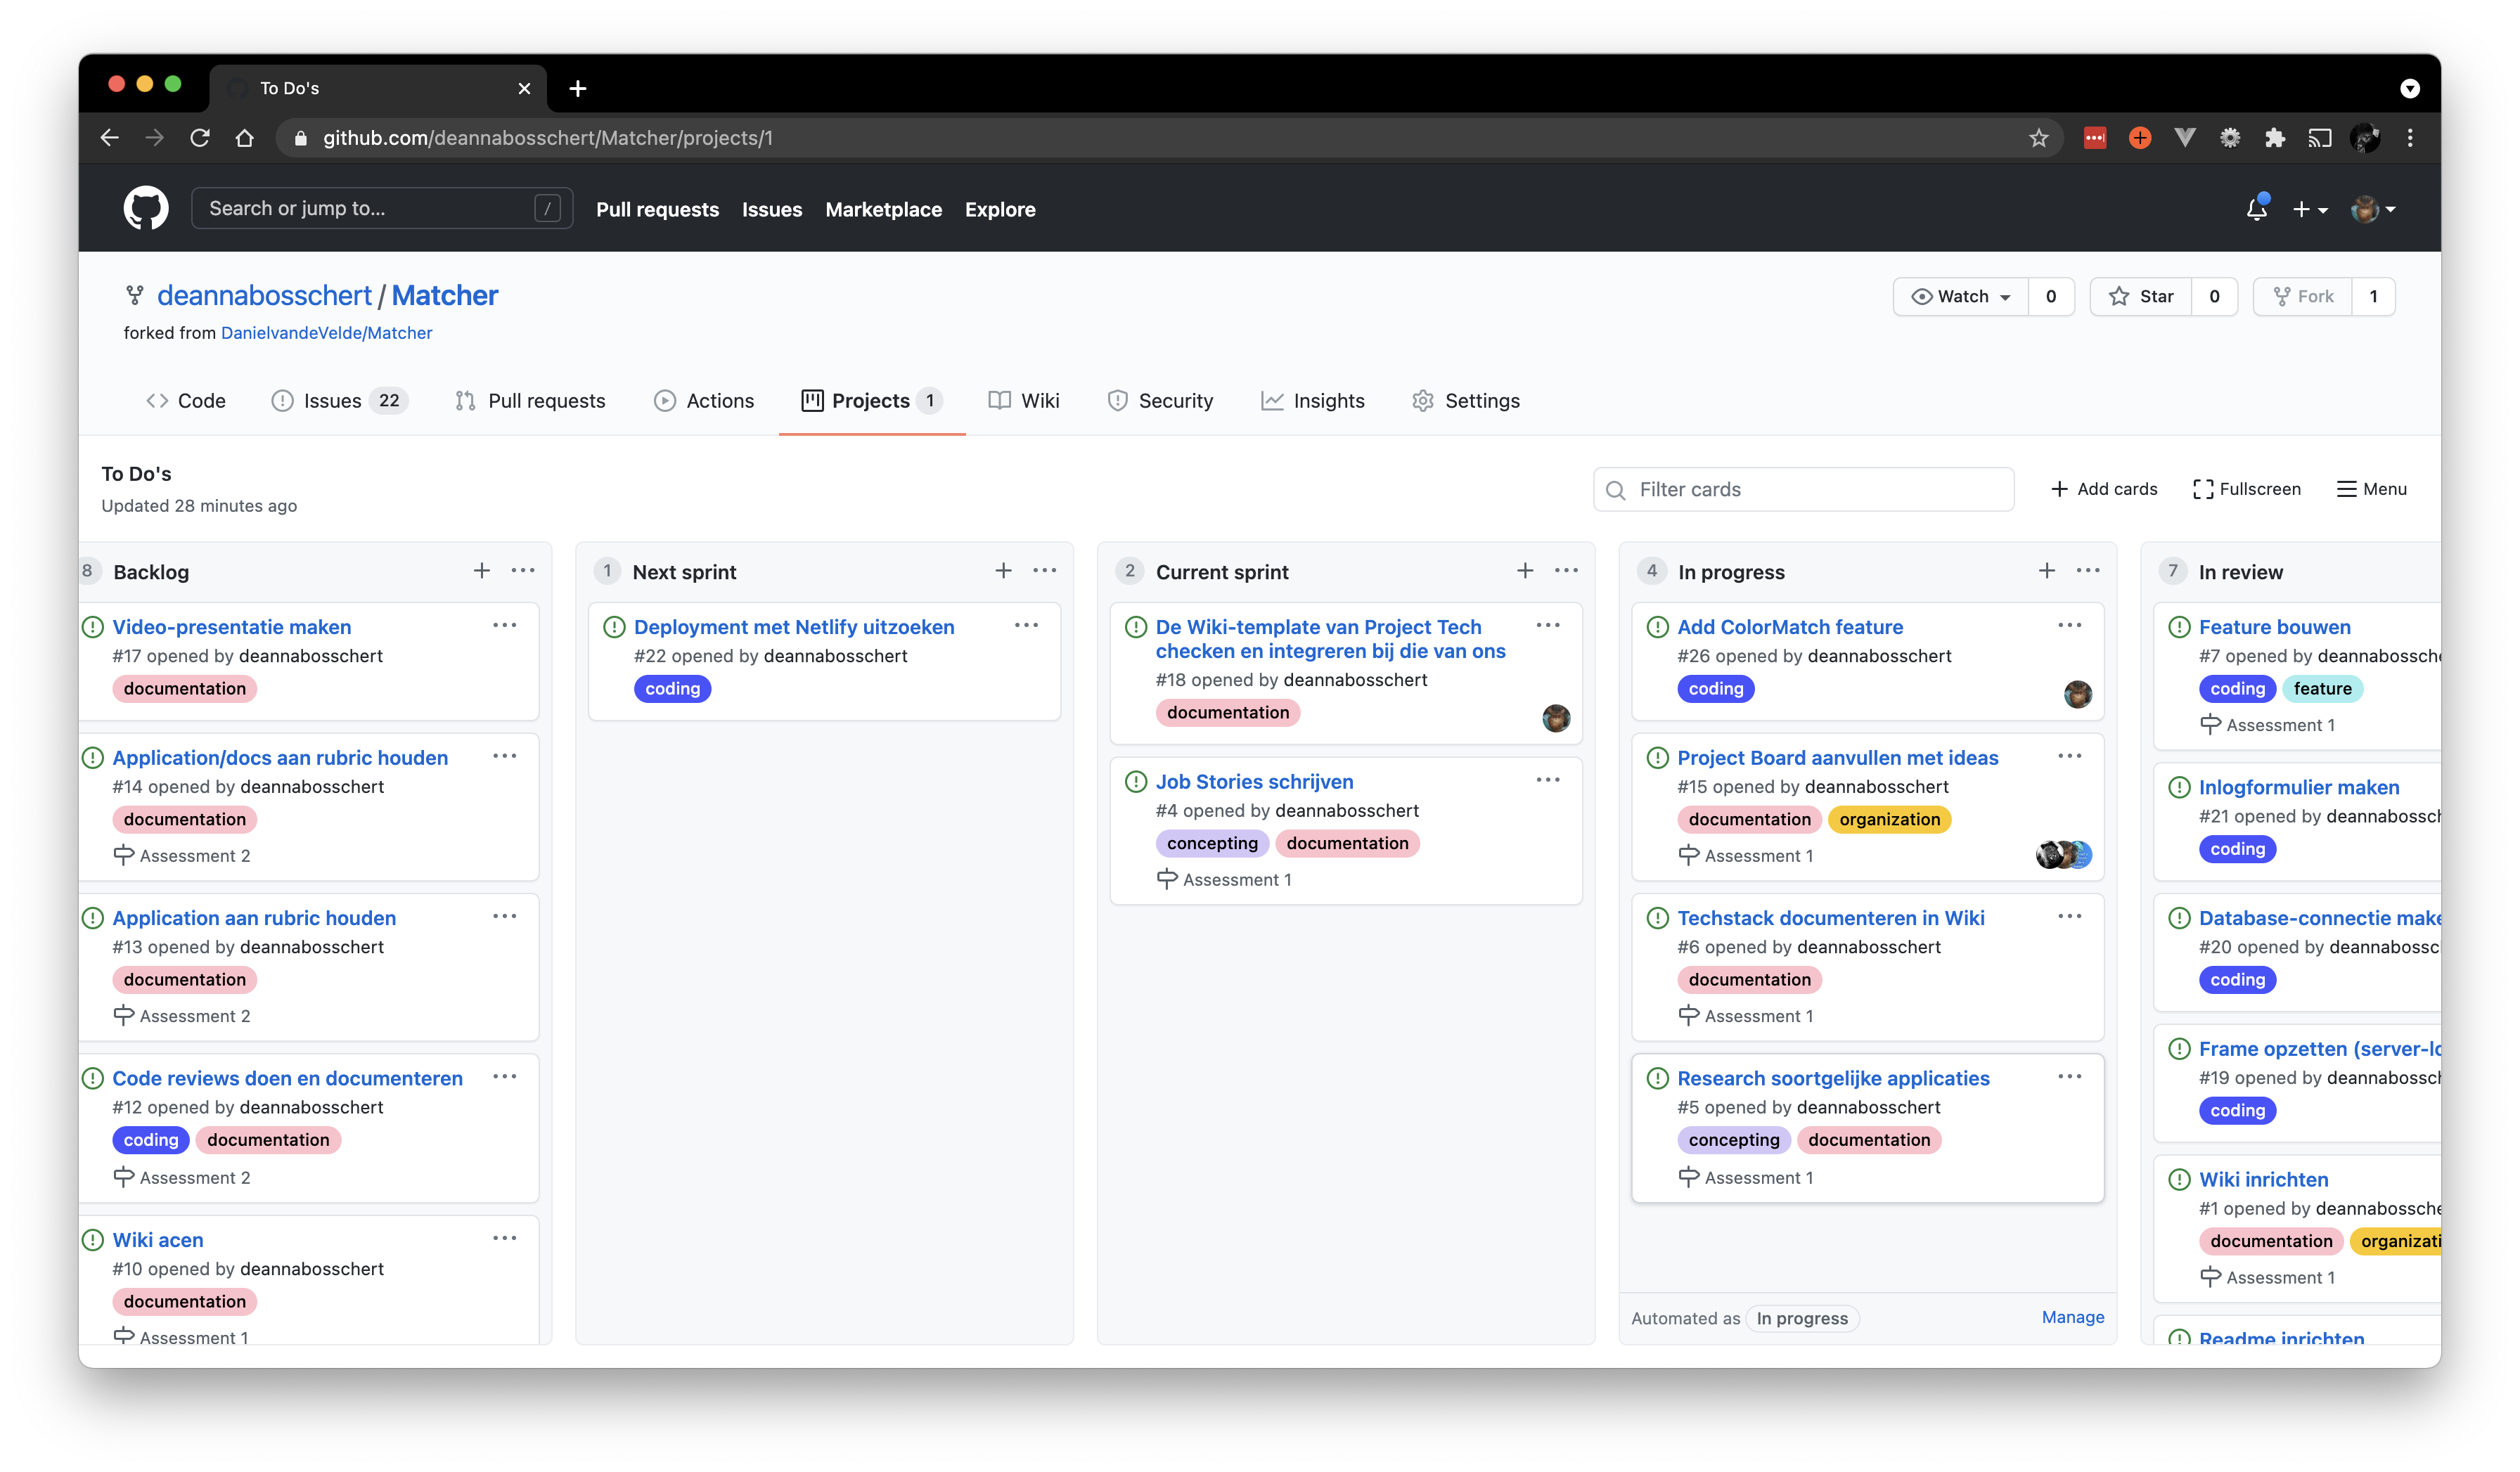 To Do's
github.com/deannabosschert/Matcher/projects/1
Search or jump to... /
Pull requests
Issues
Marketplace
Explore
deannabosschert / Matcher
forked from DanielvandeVelde/Matcher
Watch 0
Star 0
Fork 1
Code
Issues 22
Pull requests
Actions
Projects 1
Wiki
Security
Insights
Settings
To Do's
Updated 28 minutes ago
Filter cards
Add cards
Fullscreen
Menu
8 Backlog
Video-presentatie maken
#17 opened by deannabosschert
documentation
Application/docs aan rubric houden
#14 opened by deannabosschert
documentation
Assessment 2
Application aan rubric houden
#13 opened by deannabosschert
documentation
Assessment 2
Code reviews doen en documenteren
#12 opened by deannabosschert
coding documentation
Assessment 2
Wiki acen
#10 opened by deannabosschert
documentation
Assessment 1
1 Next sprint
Deployment met Netlify uitzoeken
#22 opened by deannabosschert
coding
2 Current sprint
De Wiki-template van Project Tech
checken en integreren bij die van ons
#18 opened by deannabosschert
documentation
Job Stories schrijven
#4 opened by deannabosschert
concepting documentation
Assessment 1
4 In progress
Add ColorMatch feature
#26 opened by deannabosschert
coding
Project Board aanvullen met ideas
#15 opened by deannabosschert
documentation organization
Assessment 1
Techstack documenteren in Wiki
#6 opened by deannabosschert
documentation
Assessment 1
Research soortgelijke applicaties
#5 opened by deannabosschert
concepting documentation
Assessment 1
Automated as In progress
Manage
7 In review
Feature bouwen
#7 opened by deannabossche
coding feature
Assessment 1
Inlogformulier maken
#21 opened by deannabossch
coding
Database-connectie make
#20 opened by deannabossc
coding
Frame opzetten (server-lo
#19 opened by deannabossch
coding
Wiki inrichten
#1 opened by deannabossche
documentation organizati
Assessment 1
Readme inrichten